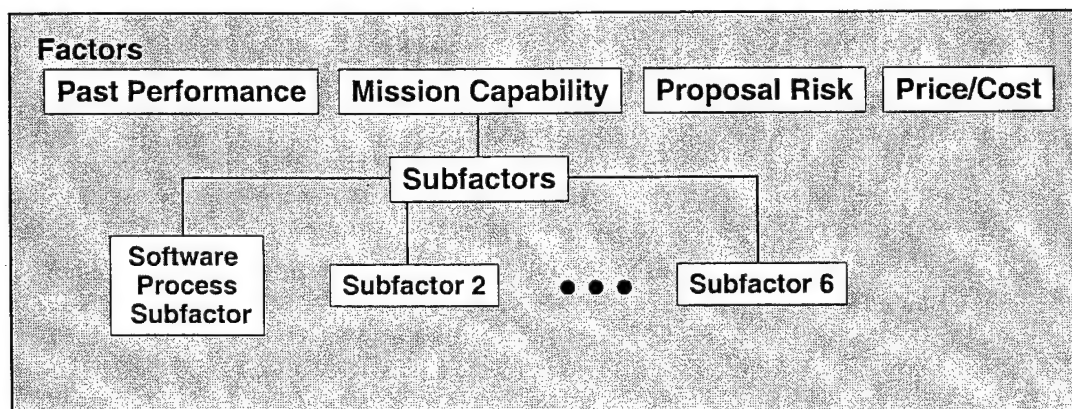 Factors
Past Performance
Mission Capability
Proposal Risk
Price/Cost
Subfactors
Software
Process
Subfactor
Subfactor 2
Subfactor 6